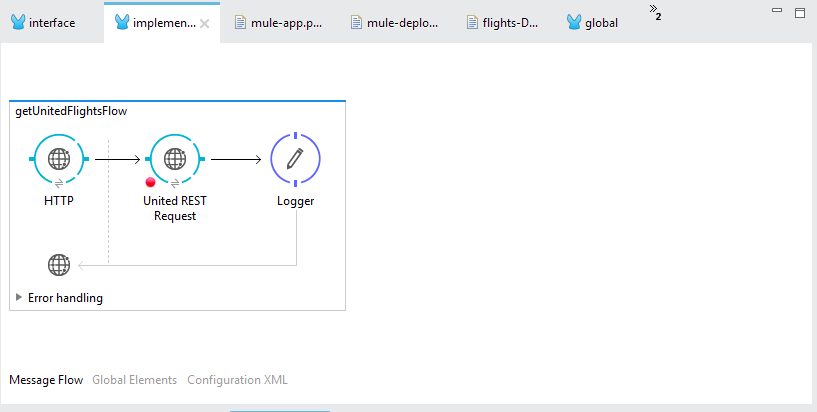 interface
implemen...
mule-app.p...
mule-deplo...
flights-D...
global
»2
getUnitedFlightsFlow
HTTP
United REST
Request
Logger
Error handling
Message Flow
Global Elements
Configuration XML